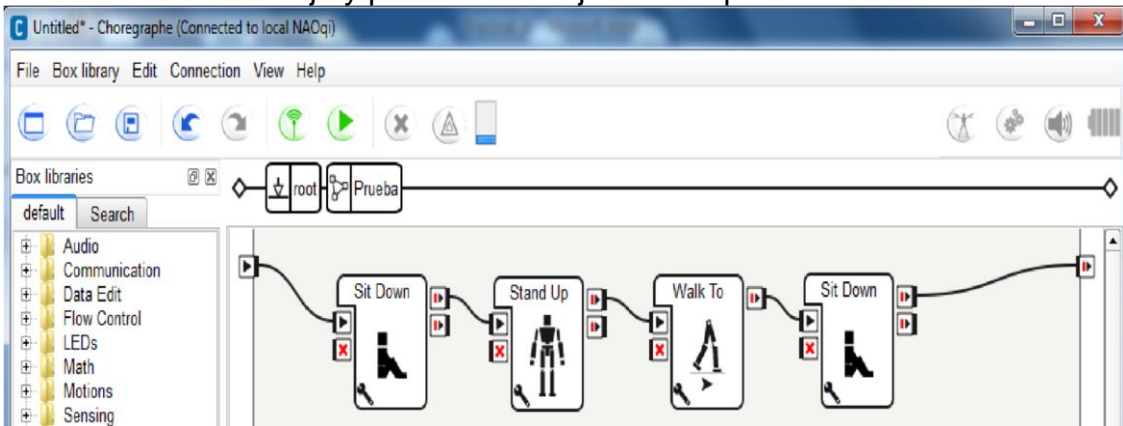 Untitled* - Choregraphe (Connected to local NAOqi)
File Box library Edit Connection View Help
Box libraries
root Prueba
default Search
Audio
Communication
Data Edit
Flow Control
LEDs
Math
Motions
Sensing
Sit Down Stand Up Walk To Sit Down